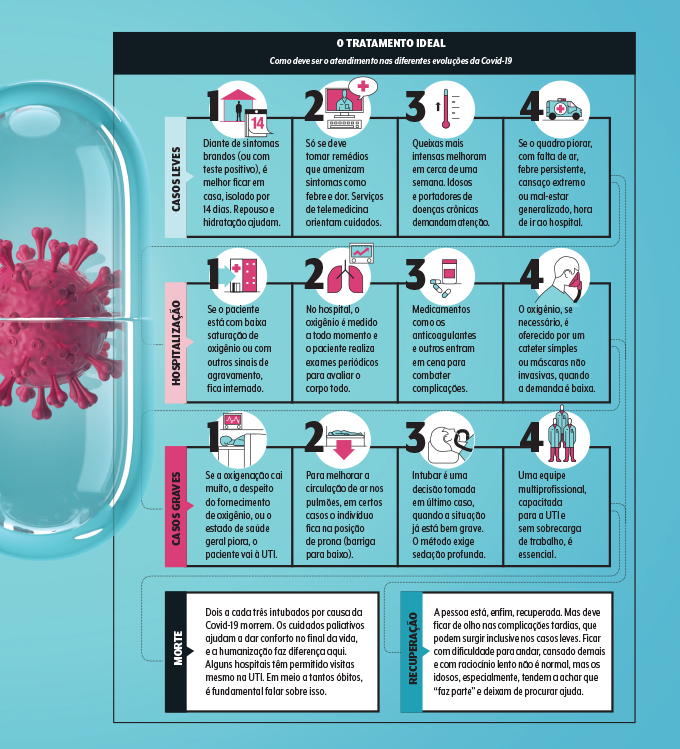 O TRATAMENTO IDEAL
Como deve ser o atendimento nas diferentes evoluções da Covid-19
CASOS LEVES
1
14
Diante de sintomas
brandos (ou com
teste positivo), é
melhor ficar em
casa, isolado por
14 dias. Repouso e
hidratação ajudam.
2
Só se deve
tomar remédios
que amenizam
sintomas como
febre e dor. Serviços
de telemedicina
orientam cuidados.
3
Queixas mais
intensas melhoram
em cerca de uma
semana. Idosos
e portadores de
doenças crônicas
demandam atenção.
4
Se o quadro piorar,
com falta de ar,
febre persistente,
cansaço extremo
ou mal-estar
generalizado, hora
de ir ao hospital.
HOSPITALIZAÇÃO
1
Se o paciente
está com baixa
saturação de
oxigênio ou com
outros sinais de
agravamento,
fica internado.
2
No hospital, o
oxigênio é medido
a todo momento e
o paciente realiza
exames periódicos
para avaliar o
corpo todo.
3
Medicamentos
como os
anticoagulantes
e outros entram
em cena para
combater
complicações.
4
O oxigênio, se
necessário, é
oferecido por um
cateter simples
ou máscaras não
invasivas, quando
a demanda é baixa.
CASOS GRAVES
1
Se a oxigenação cai
muito, a despeito
do fornecimento
de oxigênio, ou o
estado de saúde
geral piora, o
paciente vai à UTI.
2
Para melhorar a
circulação de ar nos
pulmões, em certos
casos o indivíduo
fica na posição
de prona (barriga
para baixo).
3
Intubar é uma
decisão tomada
em último caso,
quando a situação
já está bem grave.
O método exige
sedação profunda.
4
Uma equipe
multiprofissional,
capacitada
para a UTI e
sem sobrecarga
de trabalho, é
essencial.
MORTE
Dois a cada três intubados por causa da
Covid-19 morrem. Os cuidados paliativos
ajudam a dar conforto no final da vida,
e a humanização faz diferença aqui.
Alguns hospitais têm permitido visitas
mesmo na UTI. Em meio a tantos óbitos,
é fundamental falar sobre isso.
RECUPERAÇÃO
A pessoa está, enfim, recuperada. Mas deve
ficar de olho nas complicações tardias, que
podem surgir inclusive nos casos leves. Ficar
com dificuldade para andar, cansado demais
e com raciocínio lento não é normal, mas os
idosos, especialmente, tendem a achar que
“faz parte” e deixam de procurar ajuda.